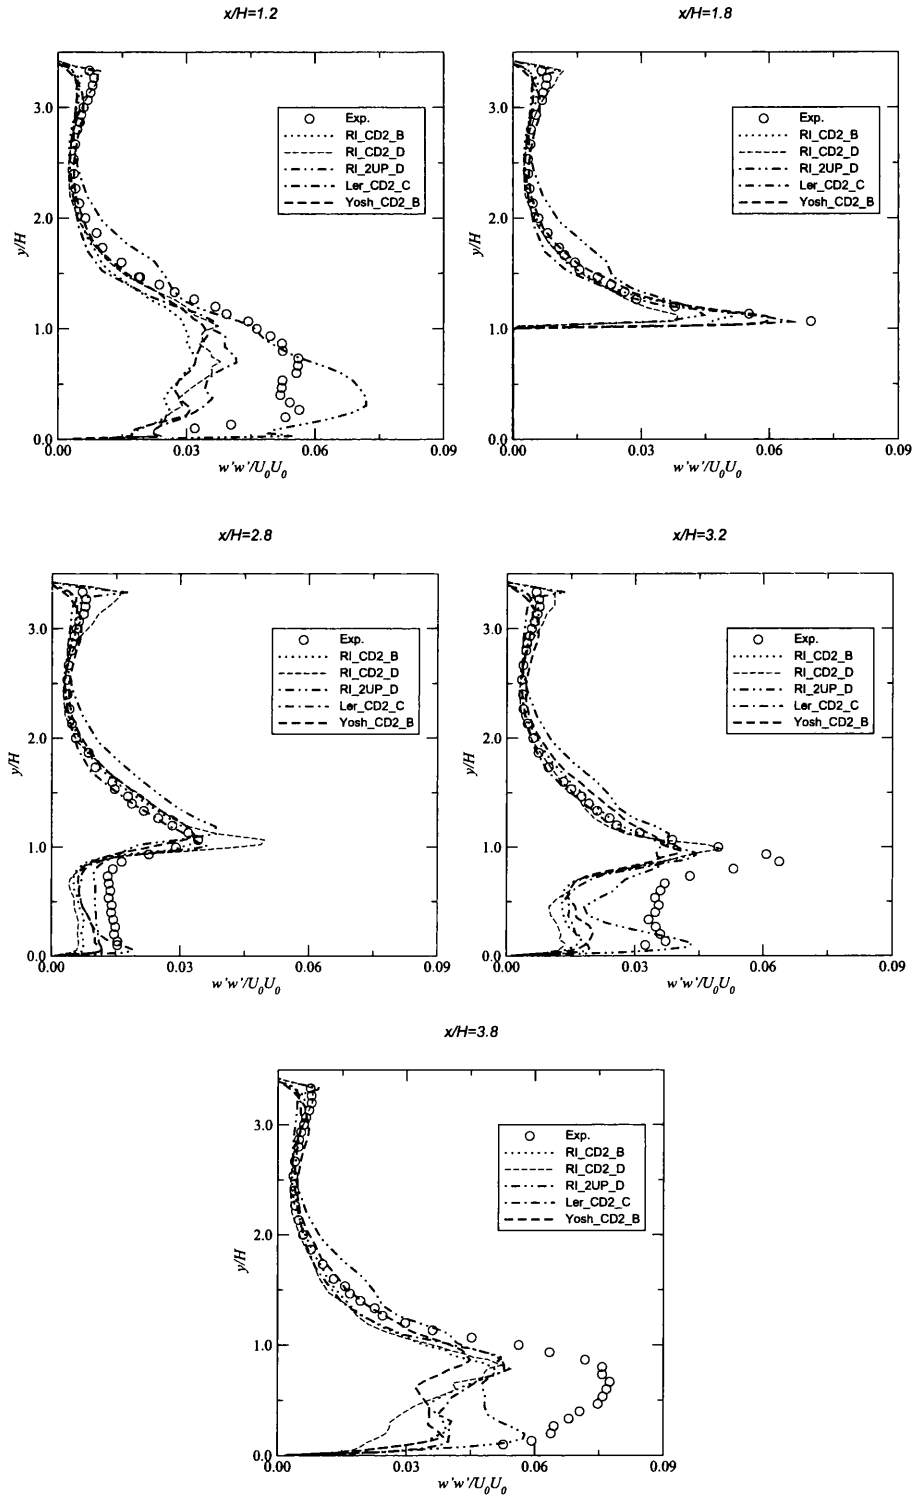 x/H=1.2
3.0
2.0
1.0
0.0
y/H
Exp.
RI_CD2_B
RI_CD2_D
RI_2UP_D
Ler_CD2_C
Yosh_CD2_B
0.00
0.03
0.06
0.09
w'w'/U0U0
x/H=1.8
3.0
2.0
1.0
0.0
y/H
Exp.
RI_CD2_B
RI_CD2_D
RI_2UP_D
Ler_CD2_C
Yosh_CD2_B
0.00
0.03
0.06
0.09
w'w'/U0U0
x/H=2.8
3.0
2.0
1.0
0.0
y/H
Exp.
RI_CD2_B
RI_CD2_D
RI_2UP_D
Ler_CD2_C
Yosh_CD2_B
0.00
0.03
0.06
0.09
w'w'/U0U0
x/H=3.2
3.0
2.0
1.0
0.0
y/H
Exp.
RI_CD2_B
RI_CD2_D
RI_2UP_D
Ler_CD2_C
Yosh_CD2_B
0.00
0.03
0.06
0.09
w'w'/U0U0
x/H=3.8
3.0
2.0
1.0
0.0
y/H
Exp.
RI_CD2_B
RI_CD2_D
RI_2UP_D
Ler_CD2_C
Yosh_CD2_B
0.00
0.03
0.06
0.09
w'w'/U0U0